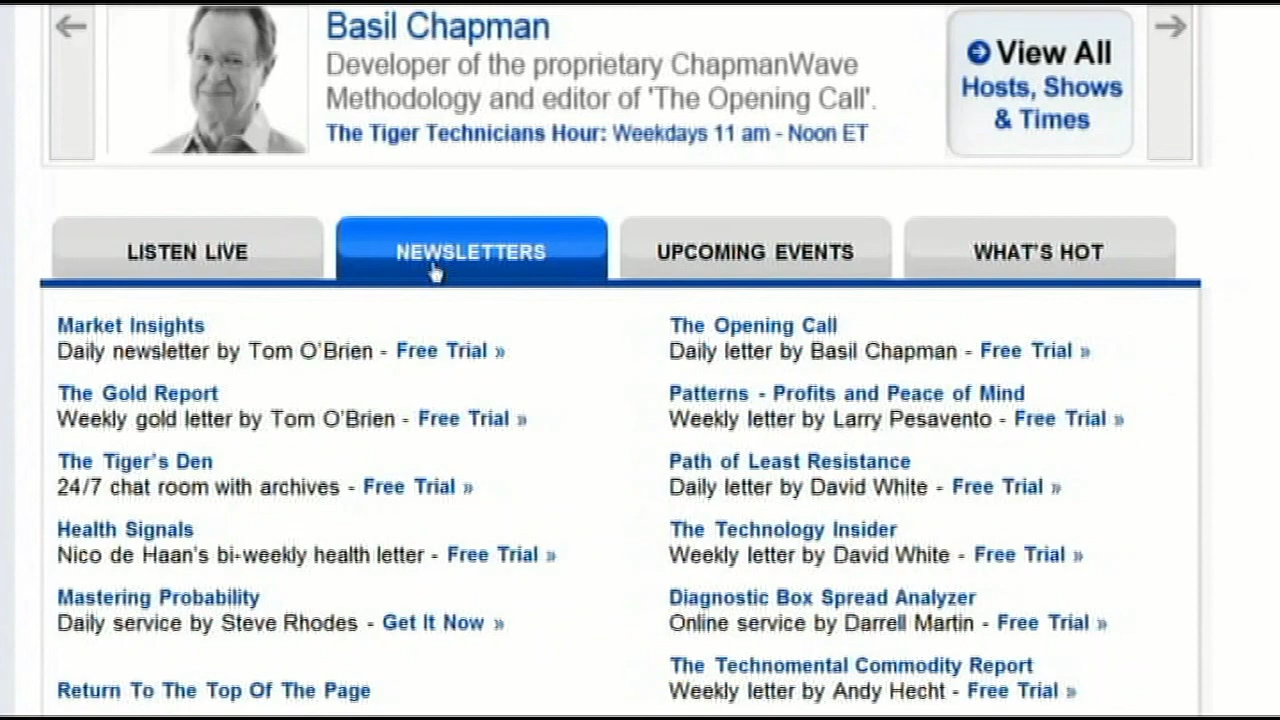 Basil Chapman
Developer of the proprietary ChapmanWave
Methodology and editor of 'The Opening Call'.
The Tiger Technicians Hour: Weekdays 11 am - Noon ET
View All
Hosts, Shows
& Times
LISTEN LIVE
NEWSLETTERS
UPCOMING EVENTS
WHAT'S HOT
Market Insights
Daily newsletter by Tom O'Brien - Free Trial »
The Gold Report
Weekly gold letter by Tom O'Brien - Free Trial »
The Tiger's Den
24/7 chat room with archives - Free Trial »
Health Signals
Nico de Haan's bi-weekly health letter - Free Trial »
Mastering Probability
Daily service by Steve Rhodes - Get It Now »
Return To The Top Of The Page
The Opening Call
Daily letter by Basil Chapman - Free Trial »
Patterns - Profits and Peace of Mind
Weekly letter by Larry Pesavento - Free Trial »
Path of Least Resistance
Daily letter by David White - Free Trial »
The Technology Insider
Weekly letter by David White - Free Trial »
Diagnostic Box Spread Analyzer
Online service by Darrell Martin - Free Trial »
The Technomental Commodity Report
Weekly letter by Andy Hecht - Free Trial »